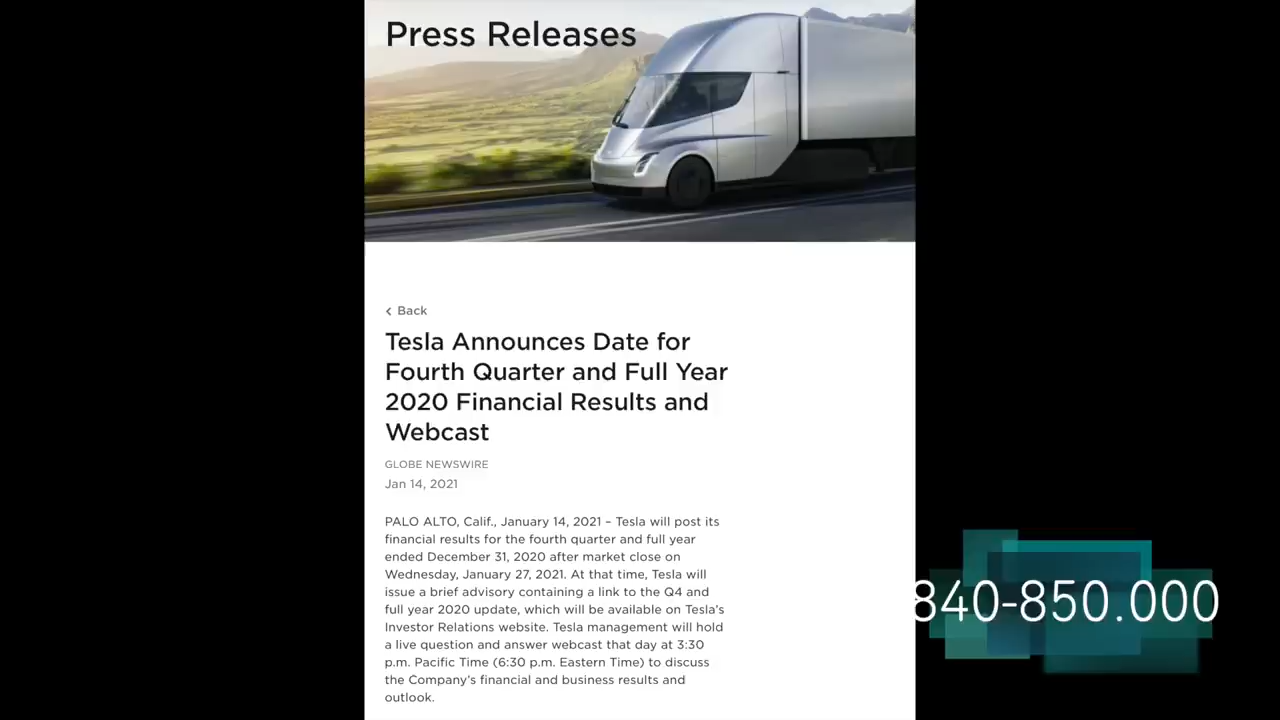 Press Releases
Back
Tesla Announces Date for
Fourth Quarter and Full Year
2020 Financial Results and
Webcast
GLOBE NEWSWIRE
Jan 14, 2021
PALO ALTO, Calif., January 14, 2021 – Tesla will post its
financial results for the fourth quarter and full year
ended December 31, 2020 after market close on
Wednesday, January 27, 2021. At that time, Tesla will
issue a brief advisory containing a link to the Q4 and
full year 2020 update, which will be available on Tesla’s
Investor Relations website. Tesla management will hold
a live question and answer webcast that day at 3:30
p.m. Pacific Time (6:30 p.m. Eastern Time) to discuss
the Company’s financial and business results and
outlook.
840-850.000